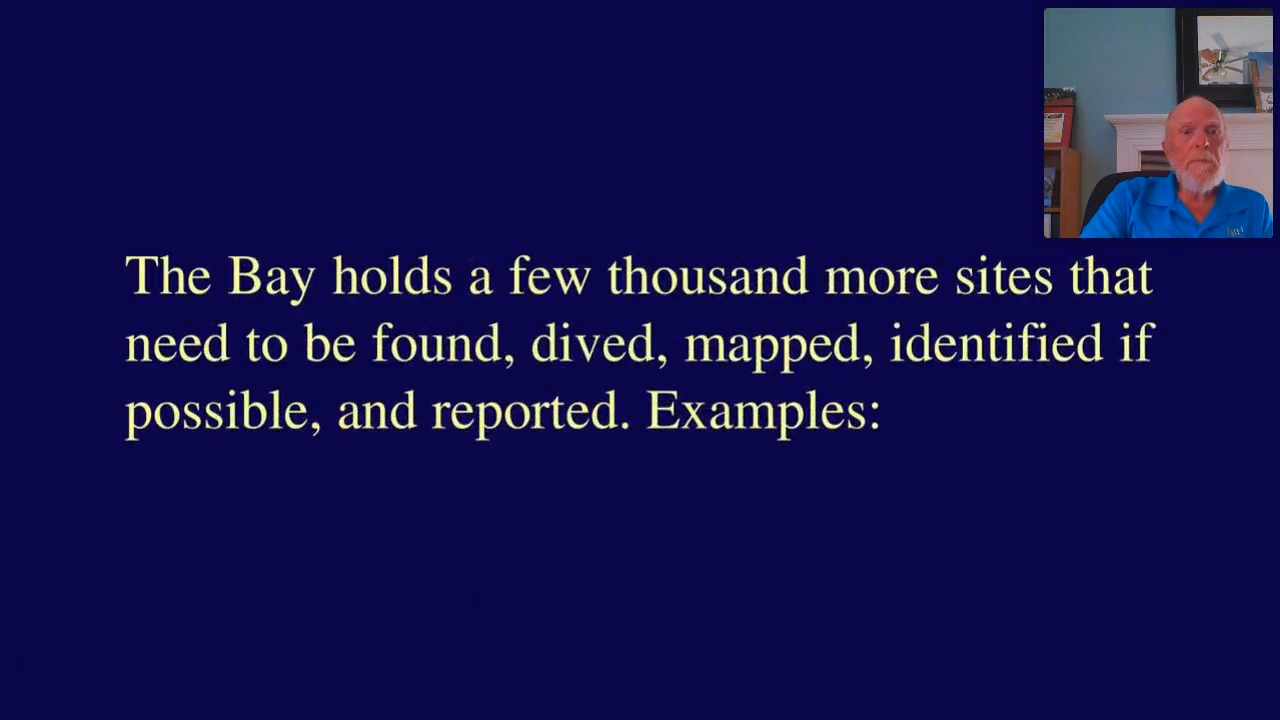 The Bay holds a few thousand more sites that
need to be found, dived, mapped, identified if
possible, and reported. Examples: